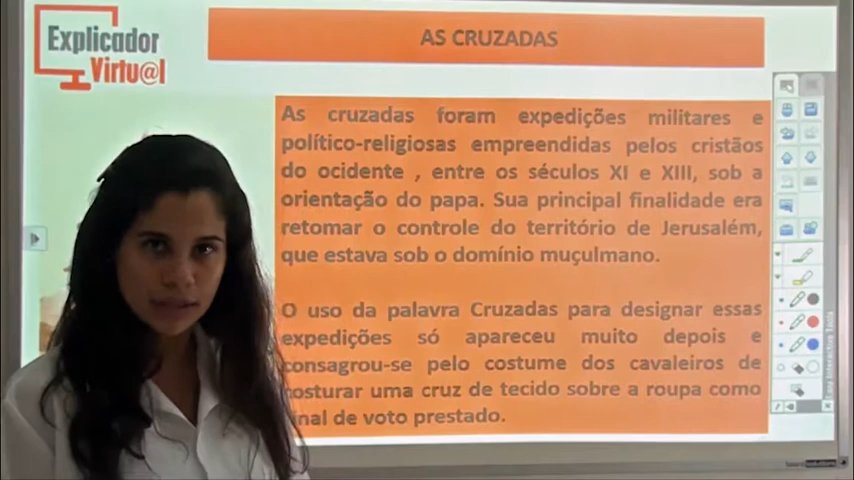 Explicador
Virtu@l
AS CRUZADAS
As cruzadas foram expedições militares e
político-religiosas empreendidas pelos cristãos
do ocidente , entre os séculos XI e XIII, sob a
orientação do papa. Sua principal finalidade era
retomar o controle do território de Jerusalém,
que estava sob o domínio muçulmano.
O uso da palavra Cruzadas para designar essas
expedições só apareceu muito depois e
consagrou-se pelo costume dos cavaleiros de
costurar uma cruz de tecido sobre a roupa como
inal de voto prestado.